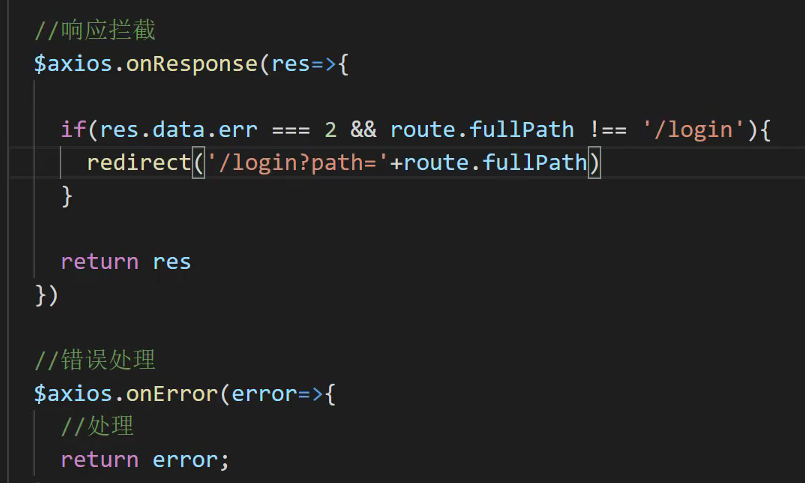 //响应拦截
$axios.onResponse(res=>{
if(res.data.err === 2 && route.fullPath !== '/login'){
redirect('/login?path='+route.fullPath)
}
return res
})
//错误处理
$axios.onError(error=>{
//处理
return error;